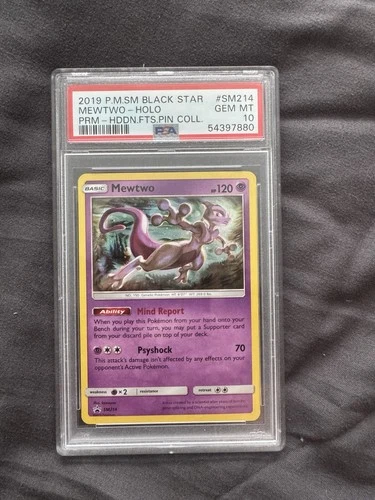 2019 P.M.SM BLACK STAR #SM214
MEWTWO - HOLO GEM MT
PRM - HDDN.FTS.PIN COLL. 10
PSA 54397880
BASIC Mewtwo HP120
Ability Mind Report
When you play this Pokémon from your hand onto your
Bench during your turn, you may put a Supporter card
from your discard pile on top of your deck.
Psyshock 70
This attack's damage isn't affected by any effects on your
opponent's Active Pokémon.
weakness ×2 resistance retreat
SM214